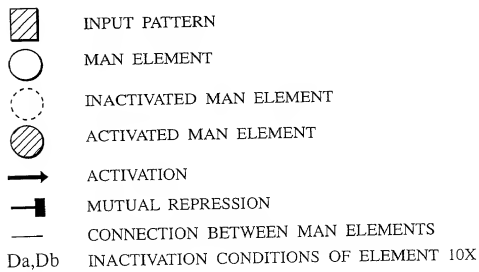 INPUT PATTERN
MAN ELEMENT
INACTIVATED MAN ELEMENT
ACTIVATED MAN ELEMENT
ACTIVATION
MUTUAL REPRESSION
CONNECTION BETWEEN MAN ELEMENTS
Da,Db INACTIVATION CONDITIONS OF ELEMENT 10X